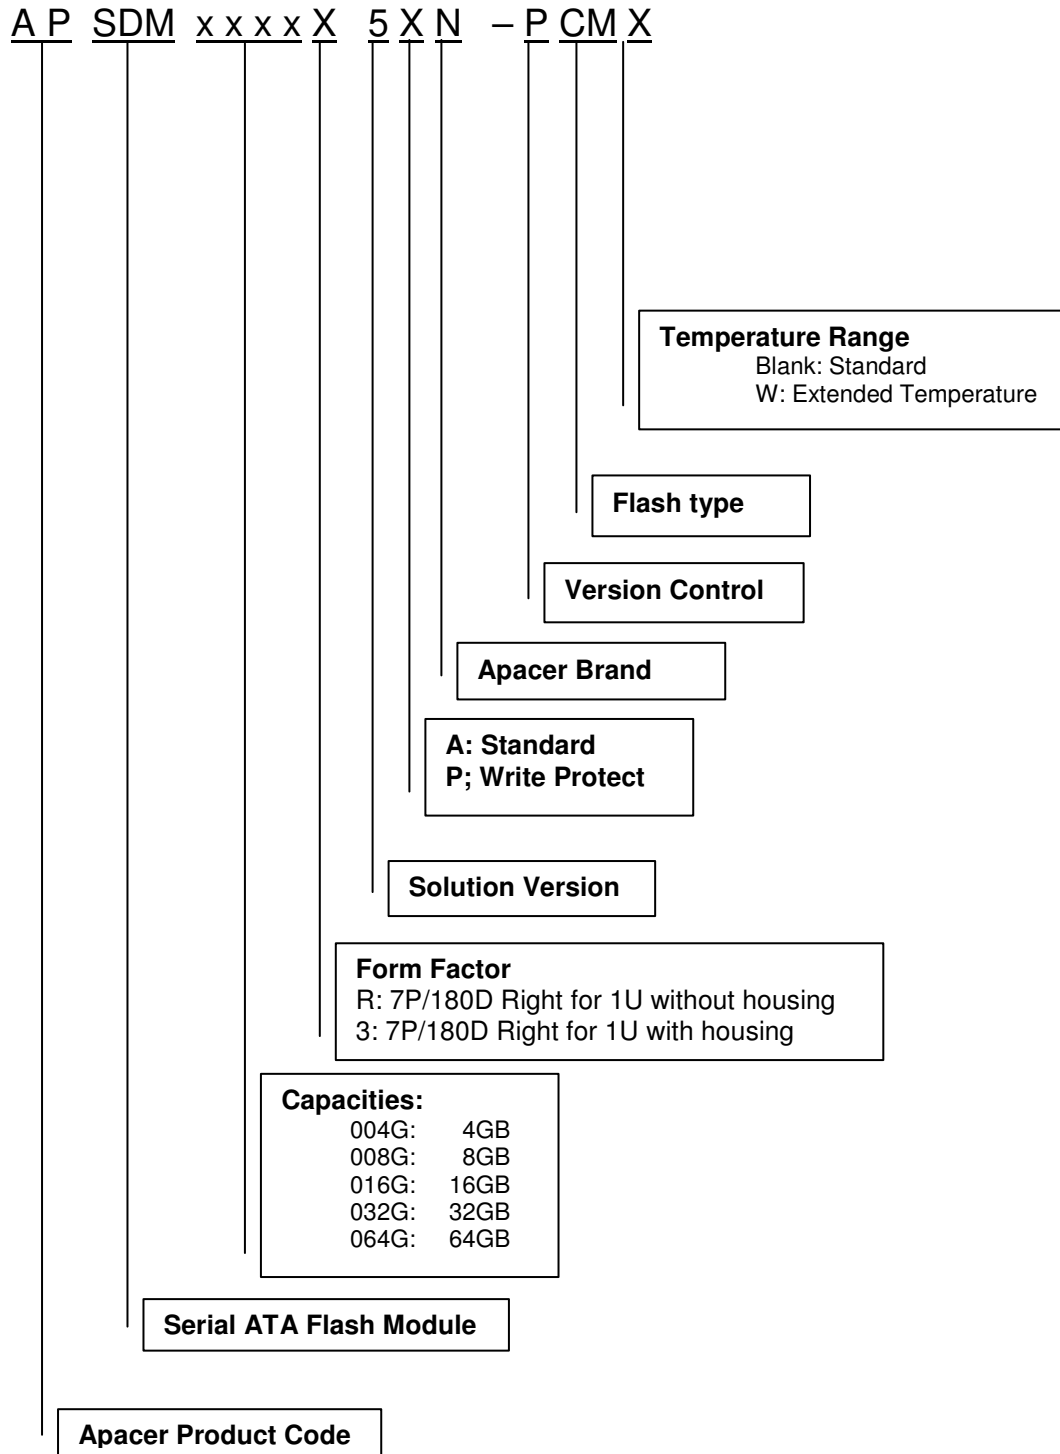 A P SDM x x x x X 5 X N – P CM X
Temperature Range
Blank: Standard
W: Extended Temperature
Flash type
Version Control
Apacer Brand
A: Standard
P; Write Protect
Solution Version
Form Factor
R: 7P/180D Right for 1U without housing
3: 7P/180D Right for 1U with housing
Capacities:
004G: 4GB
008G: 8GB
016G: 16GB
032G: 32GB
064G: 64GB
Serial ATA Flash Module
Apacer Product Code